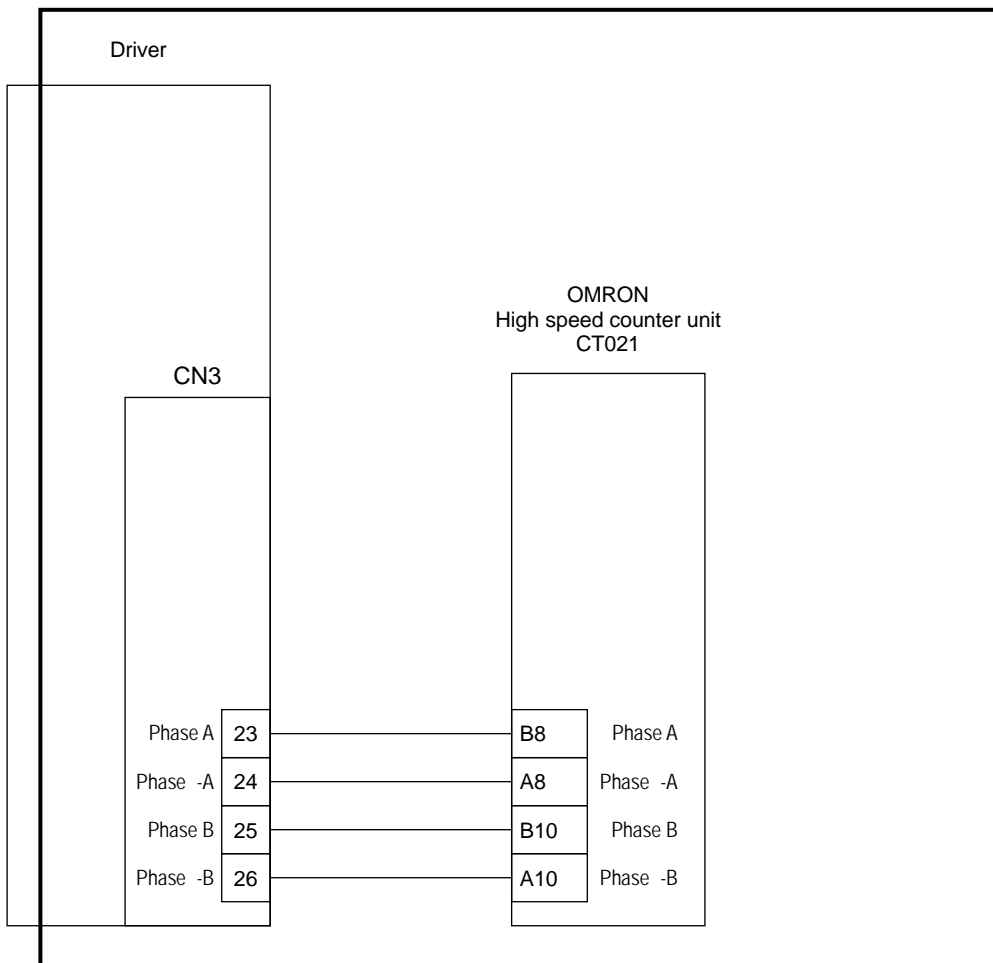 Driver
OMRON
High speed counter unit
CT021
CN3
Phase A 23 B8 Phase A
Phase -A 24 A8 Phase -A
Phase B 25 B10 Phase B
Phase -B 26 A10 Phase -B